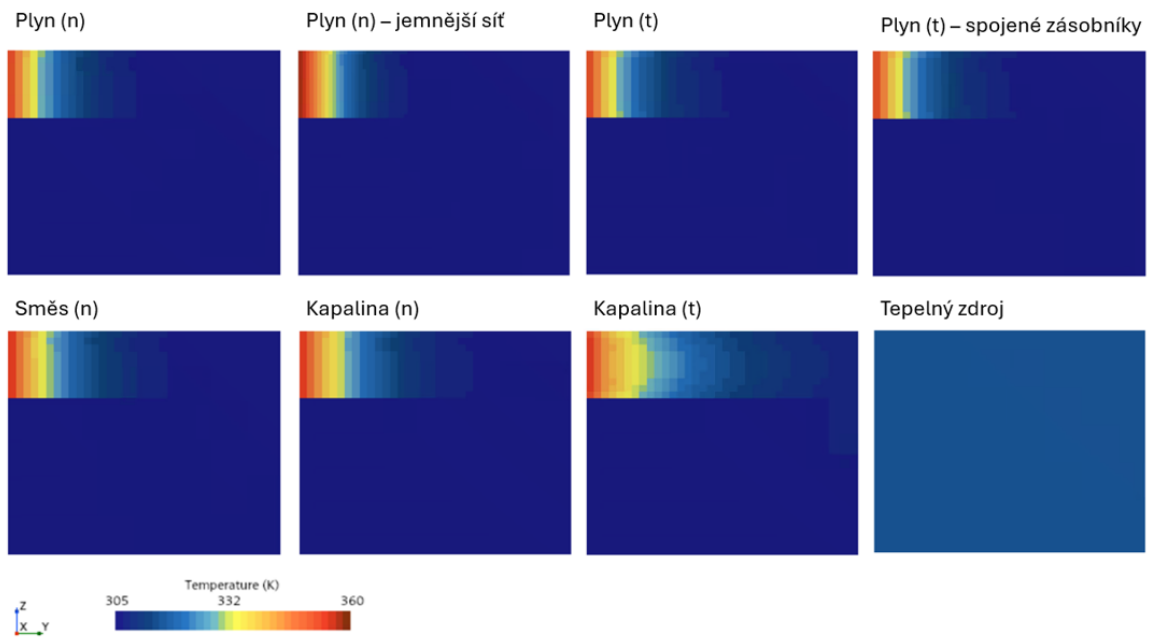 Plyn (n)
Plyn (n) – jemnější síť
Plyn (t)
Plyn (t) – spojené zásobníky
Směs (n)
Kapalina (n)
Kapalina (t)
Tepelný zdroj
Temperature (K)
305 332 360
Z
X Y